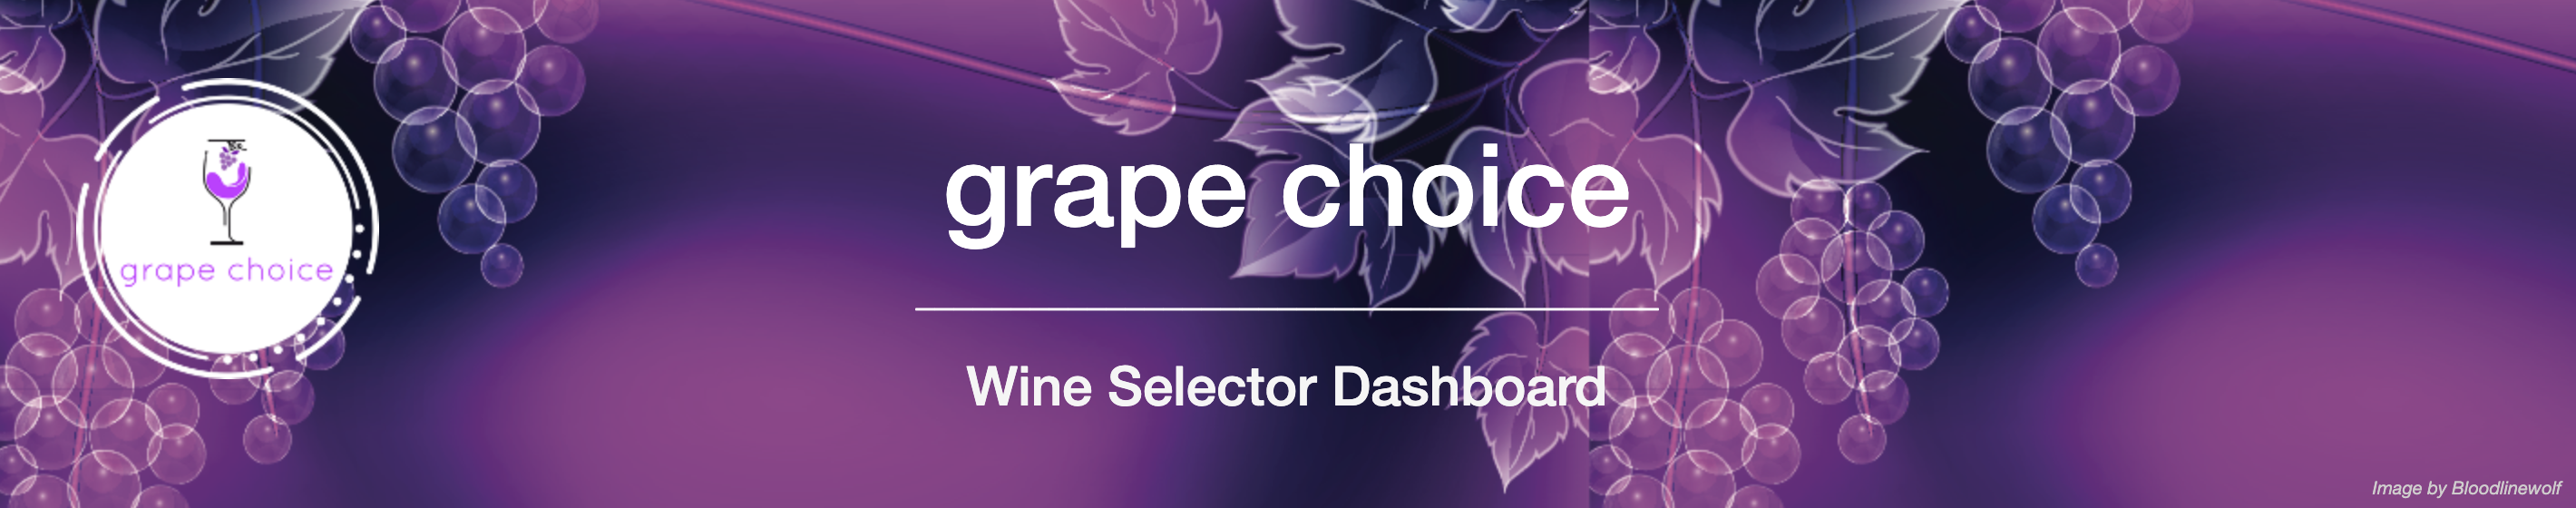 grape choice
grape choice
Wine Selector Dashboard
Image by Bloodlinewolf